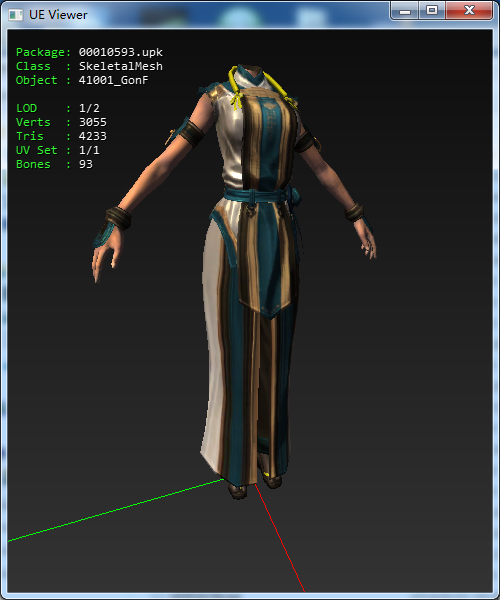 UE Viewer
Package: 00010593.upk
Class : SkeletalMesh
Object : 41001_GonF
LOD : 1/2
Verts : 3055
Tris : 4233
UV Set : 1/1
Bones : 93